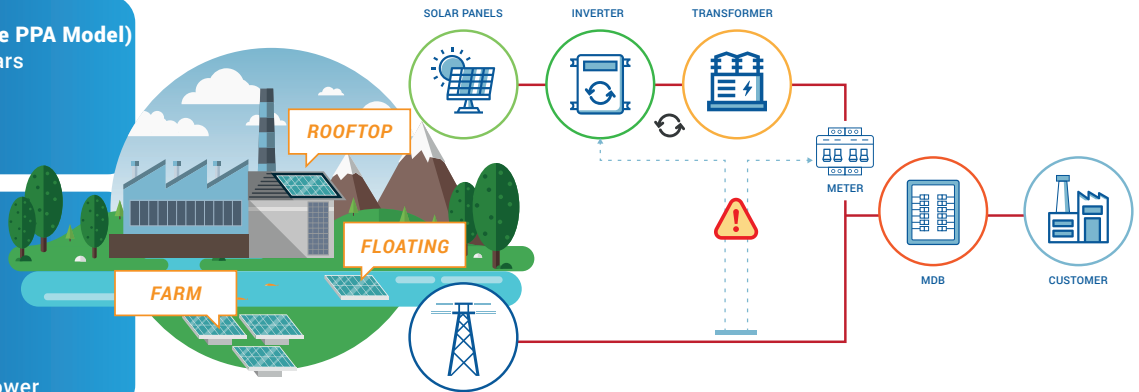 e PPA Model)
ars
ower
SOLAR PANELS
INVERTER
TRANSFORMER
ROOFTOP
FLOATING
FARM
METER
MDB
CUSTOMER